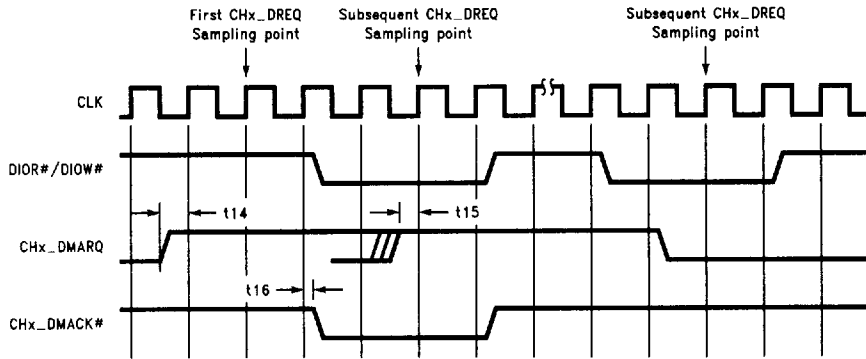 First CHx_DREQ
Sampling point
Subsequent CHx_DREQ
Sampling point
Subsequent CHx_DREQ
Sampling point
CLK
DIOR#/DIOW#
t14
t15
CHx_DMARQ
t16
CHx_DMACK#